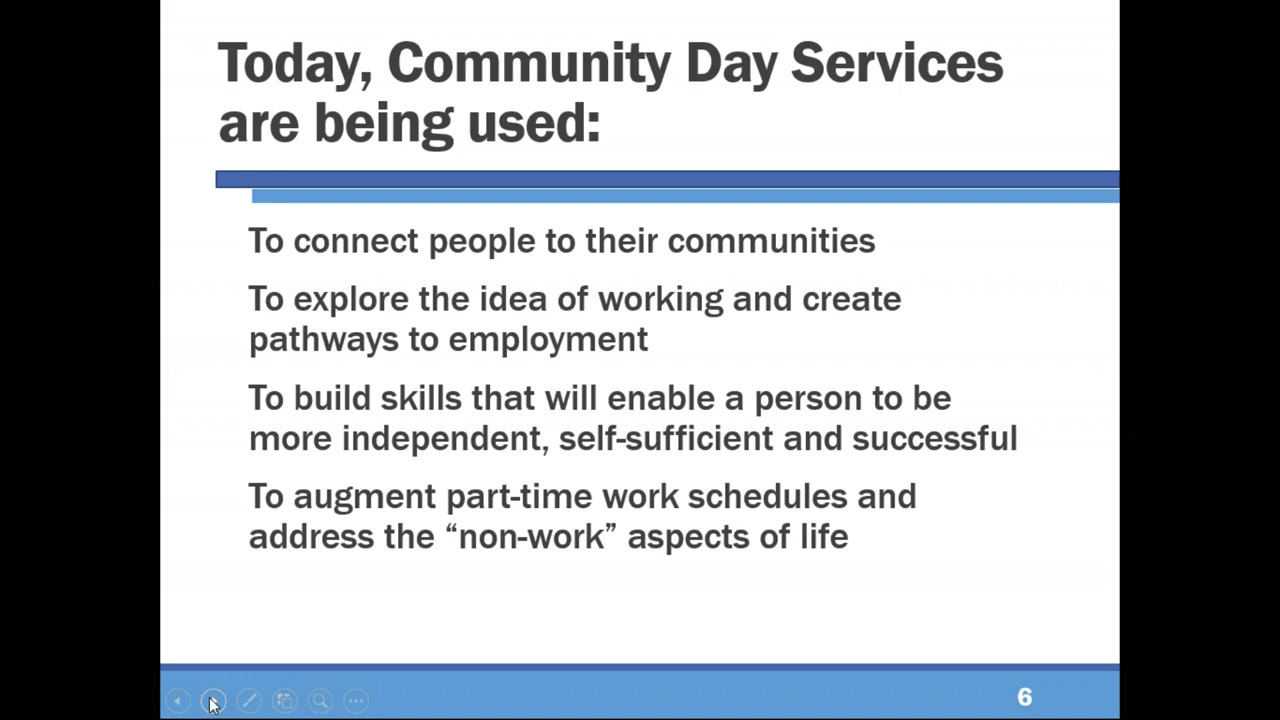 Today, Community Day Services
are being used:
To connect people to their communities
To explore the idea of working and create
pathways to employment
To build skills that will enable a person to be
more independent, self-sufficient and successful
To augment part-time work schedules and
address the “non-work” aspects of life
6